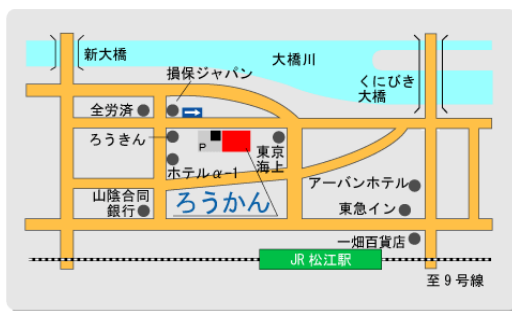 新大橋
大橋川
損保ジャパン
くにびき
大橋
全労済
ろうきん
P
東京
海上
ホテルα-1
アーバンホテル
山陰合同
銀行
ろうかん
東急イン
一畑百貨店
JR 松江駅
至9号線